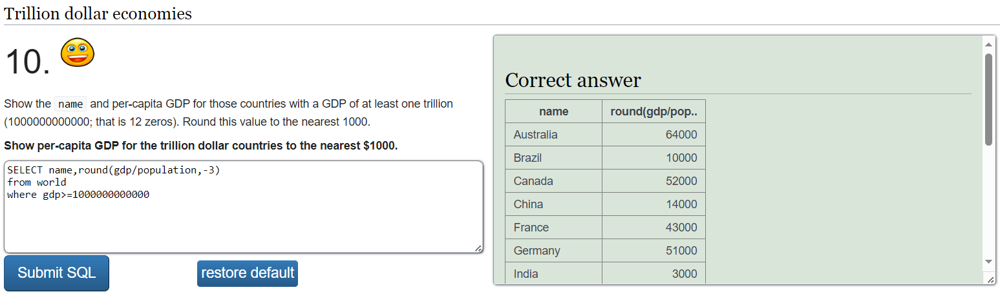 Trillion dollar economies
10.
Show the name and per-capita GDP for those countries with a GDP of at least one trillion
(1000000000000; that is 12 zeros). Round this value to the nearest 1000.
Show per-capita GDP for the trillion dollar countries to the nearest $1000.
SELECT name,round(gdp/population,-3)
from world
where gdp>=1000000000000
Submit SQL
restore default
Correct answer
name round(gdp/pop..
Australia 64000
Brazil 10000
Canada 52000
China 14000
France 43000
Germany 51000
India 3000